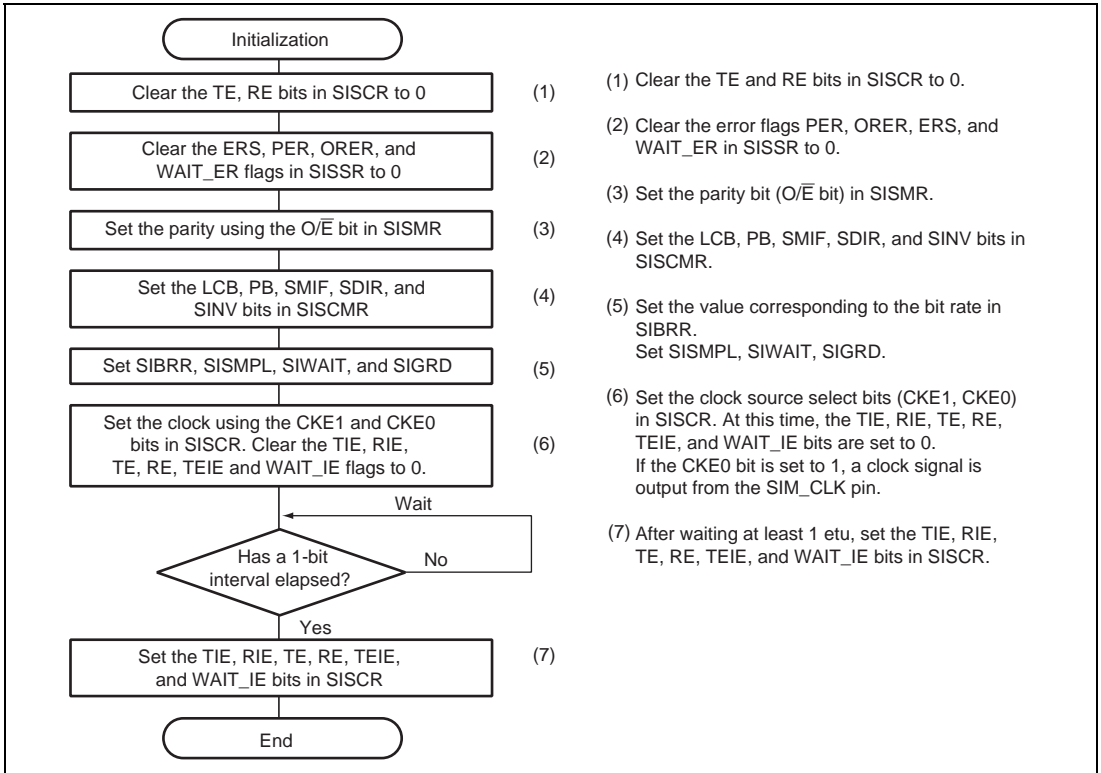 Initialization
Clear the TE, RE bits in SISCR to 0
(1)
Clear the ERS, PER, ORER, and
WAIT_ER flags in SISSR to 0
(2)
Set the parity using the O/E̅ bit in SISMR
(3)
Set the LCB, PB, SMIF, SDIR, and
SINV bits in SISCMR
(4)
Set SIBRR, SISMPL, SIWAIT, and SIGRD
(5)
Set the clock using the CKE1 and CKE0
bits in SISCR. Clear the TIE, RIE,
TE, RE, TEIE and WAIT_IE flags to 0.
(6)
Wait
Has a 1-bit
interval elapsed?
No
Yes
Set the TIE, RIE, TE, RE, TEIE,
and WAIT_IE bits in SISCR
(7)
End
(1) Clear the TE and RE bits in SISCR to 0.
(2) Clear the error flags PER, ORER, ERS, and
WAIT_ER in SISSR to 0.
(3) Set the parity bit (O/E̅ bit) in SISMR.
(4) Set the LCB, PB, SMIF, SDIR, and SINV bits in
SISCMR.
(5) Set the value corresponding to the bit rate in
SIBRR.
Set SISMPL, SIWAIT, SIGRD.
(6) Set the clock source select bits (CKE1, CKE0)
in SISCR. At this time, the TIE, RIE, TE, RE,
TEIE, and WAIT_IE bits are set to 0.
If the CKE0 bit is set to 1, a clock signal is
output from the SIM_CLK pin.
(7) After waiting at least 1 etu, set the TIE, RIE,
TE, RE, TEIE, and WAIT_IE bits in SISCR.